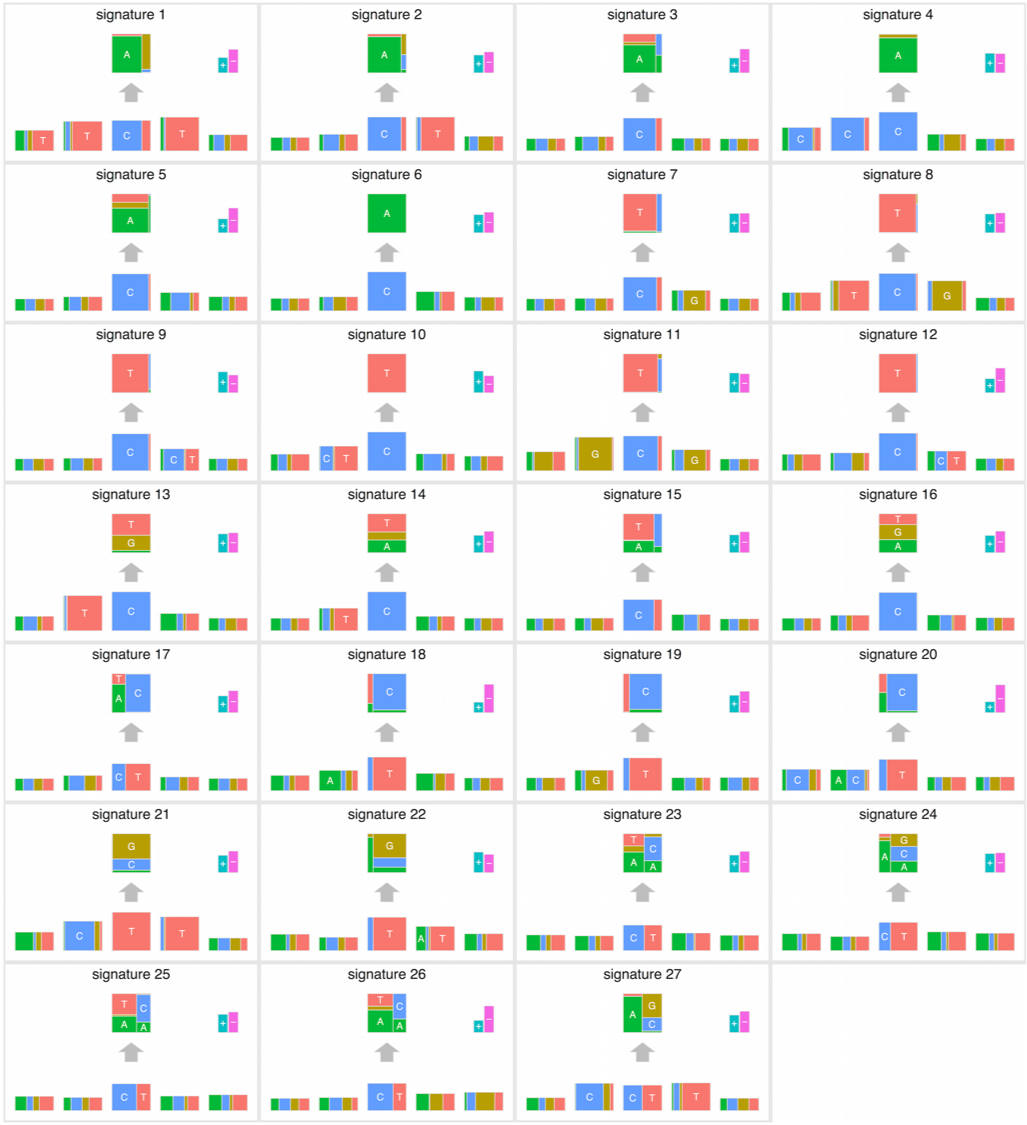 signature 1
A
+ −
T T C T
signature 2
A
+ −
C T
signature 3
A
+ −
C
signature 4
A
+ −
C C C
signature 5
A
+ −
C
signature 6
A
+ −
C
signature 7
T
+ −
C G
signature 8
T
+ −
T C G
signature 9
T
+ −
C C T
signature 10
T
+ −
C T C
signature 11
T
+ −
G C G
signature 12
T
+ −
C C T
signature 13
T
G
+ −
T C
signature 14
T
A
+ −
T C
signature 15
T
A
+ −
C
signature 16
T
G
A
+ −
C
signature 17
T
A C
+ −
C T
signature 18
C
+ −
A T
signature 19
C
+ −
G T
signature 20
C
+ −
C A C T
signature 21
G
C
+ −
C T T
signature 22
G
+ −
T A T
signature 23
T C
A A
+ −
C T
signature 24
G
A C
A
+ −
C T
signature 25
T C
A A
+ −
C T
signature 26
T C
A A
+ −
C T
signature 27
A G
C
+ −
C C T T